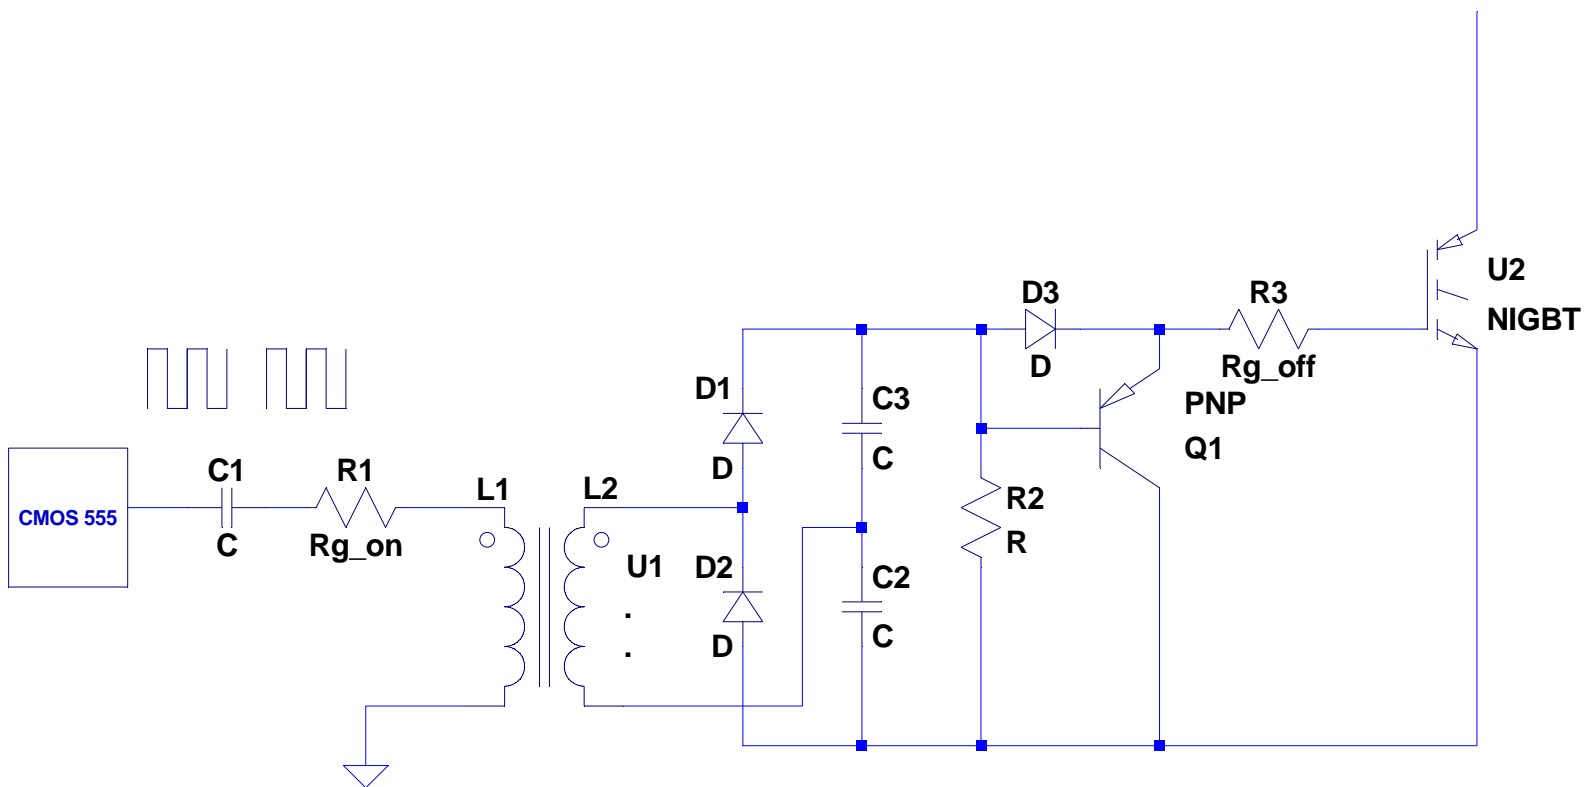 U2
NIGBT
D3
D
R3
Rg_off
PNP
Q1
D1
D
C3
C
CMOS 555
C1
C
R1
Rg_on
L1
L2
U1
.
.
D2
D
C2
C
R2
R